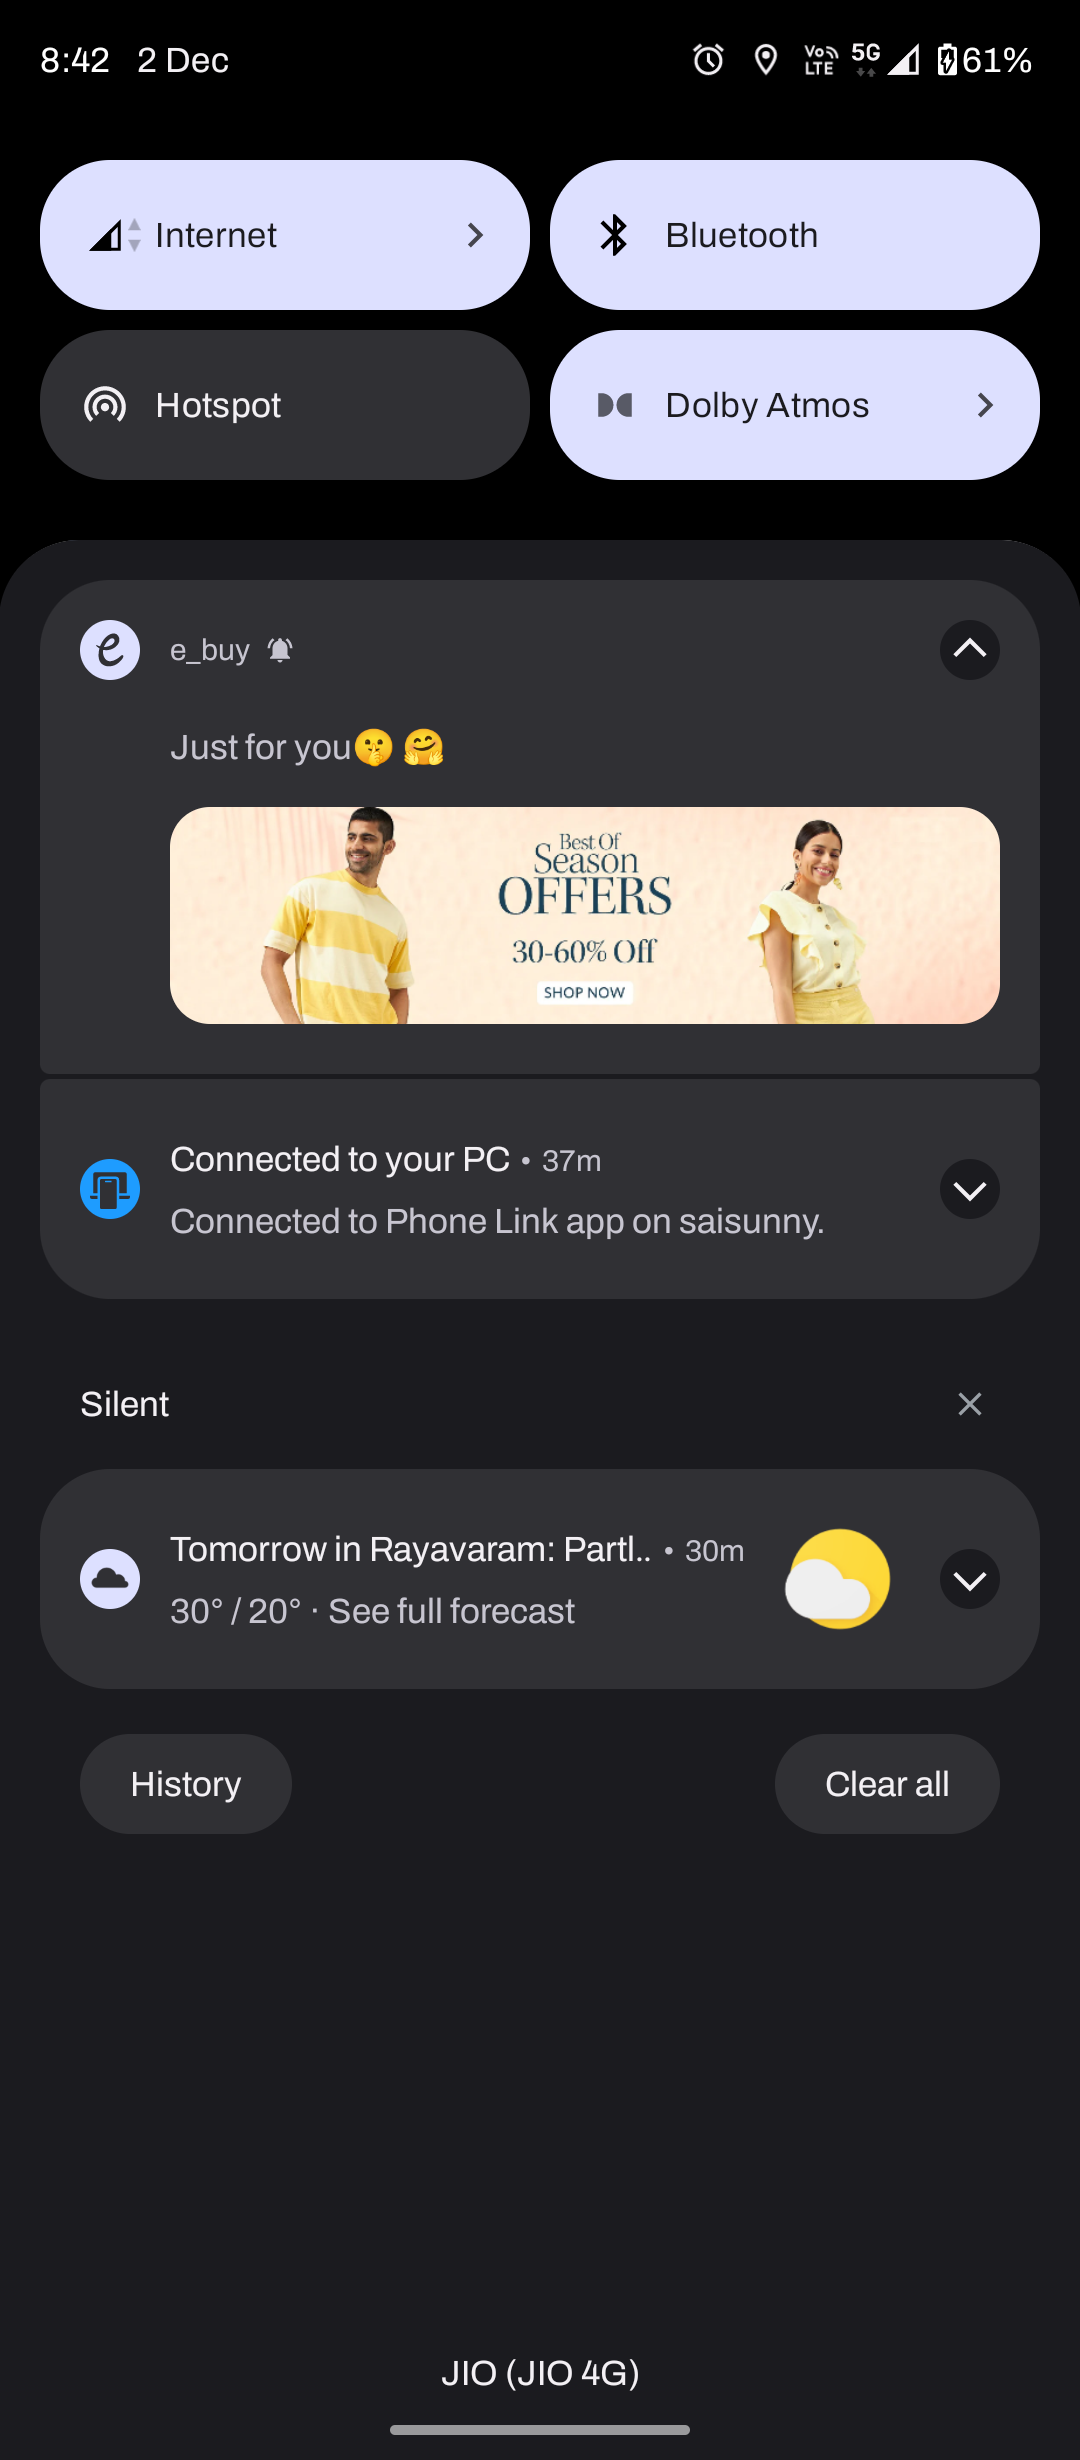 8:42 2 Dec
Vo LTE 5G 61%
Internet
Bluetooth
Hotspot
Dolby Atmos
e_buy
Just for you🤫 🤗
Best Of
Season
OFFERS
30-60% Off
SHOP NOW
Connected to your PC • 37m
Connected to Phone Link app on saisunny.
Silent
Tomorrow in Rayavaram: Partl.. • 30m
30° / 20° · See full forecast
History
Clear all
JIO (JIO 4G)